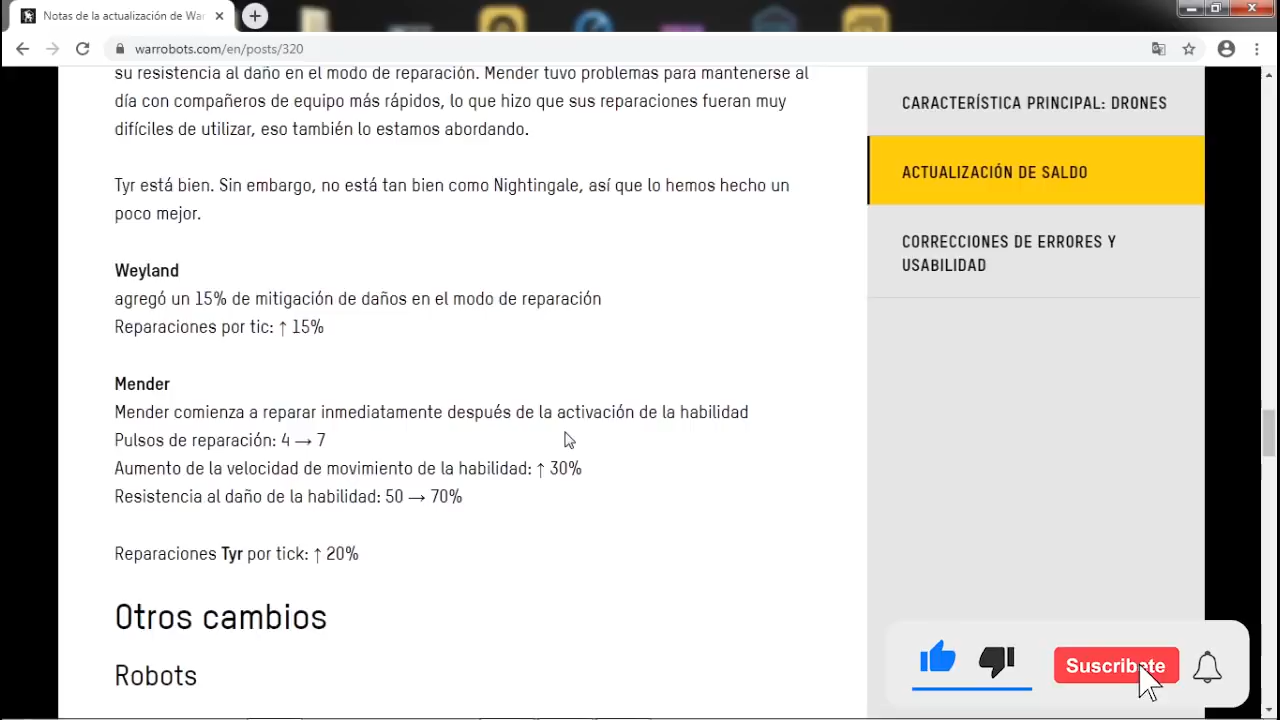 Notas de la actualización de War
warrobots.com/en/posts/320
su resistencia al daño en el modo de reparación. Mender tuvo problemas para mantenerse al
día con compañeros de equipo más rápidos, lo que hizo que sus reparaciones fueran muy
difíciles de utilizar, eso también lo estamos abordando.
Tyr está bien. Sin embargo, no está tan bien como Nightingale, así que lo hemos hecho un
poco mejor.
Weyland
agregó un 15% de mitigación de daños en el modo de reparación
Reparaciones por tic: ↑ 15%
Mender
Mender comienza a reparar inmediatamente después de la activación de la habilidad
Pulsos de reparación: 4 → 7
Aumento de la velocidad de movimiento de la habilidad: ↑ 30%
Resistencia al daño de la habilidad: 50 → 70%
Reparaciones Tyr por tick: ↑ 20%
Otros cambios
Robots
CARACTERÍSTICA PRINCIPAL: DRONES
ACTUALIZACIÓN DE SALDO
CORRECCIONES DE ERRORES Y
USABILIDAD
Suscríbete